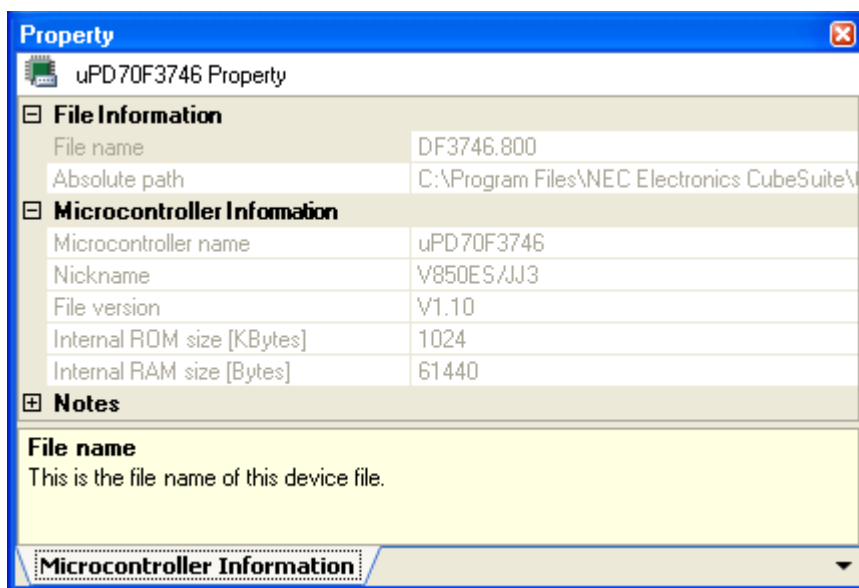 Property
uPD70F3746 Property
File Information
File name DF3746.800
Absolute path C:\Program Files\NEC Electronics CubeSuite\
Microcontroller Information
Microcontroller name uPD70F3746
Nickname V850ES/JJ3
File version V1.10
Internal ROM size [KBytes] 1024
Internal RAM size [Bytes] 61440
Notes
File name
This is the file name of this device file.
Microcontroller Information